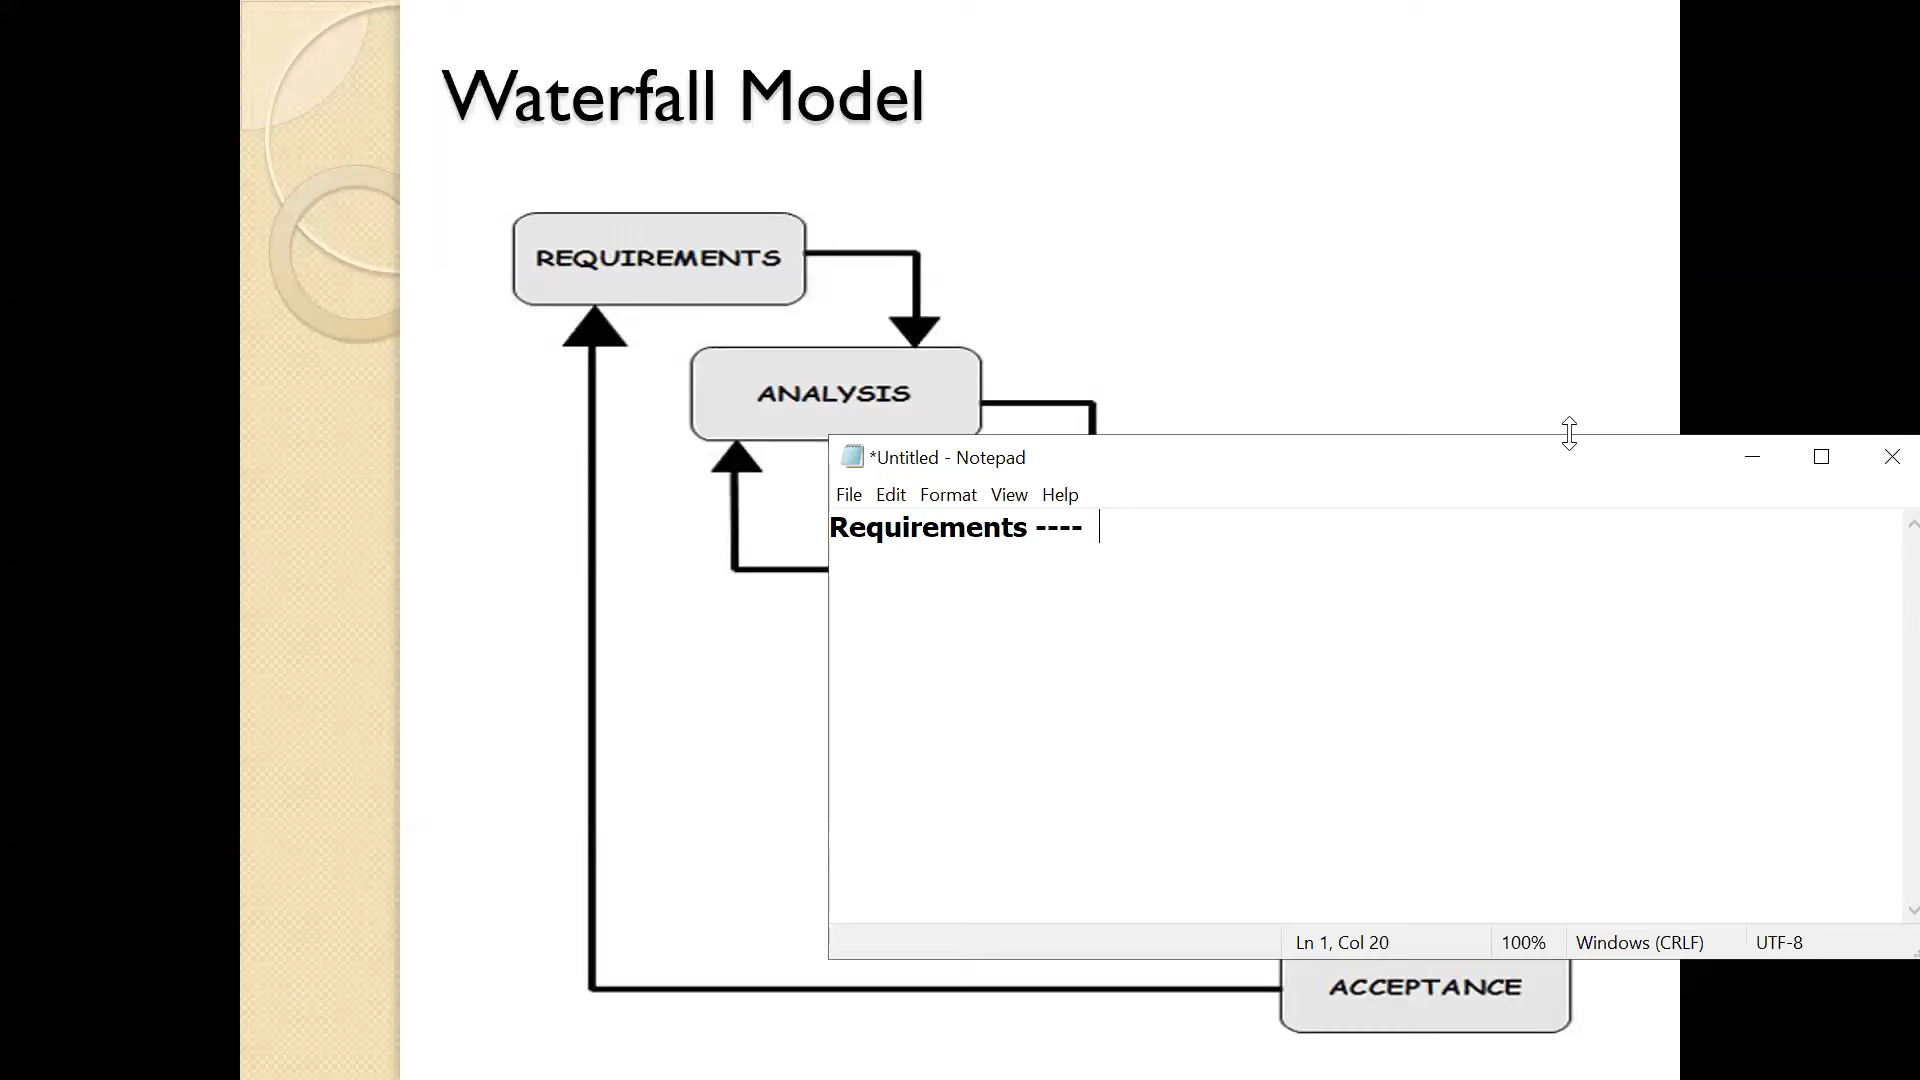 Waterfall Model
REQUIREMENTS
ANALYSIS
*Untitled - Notepad
File Edit Format View Help
Requirements ----
Ln 1, Col 20 100% Windows (CRLF) UTF-8
ACCEPTANCE